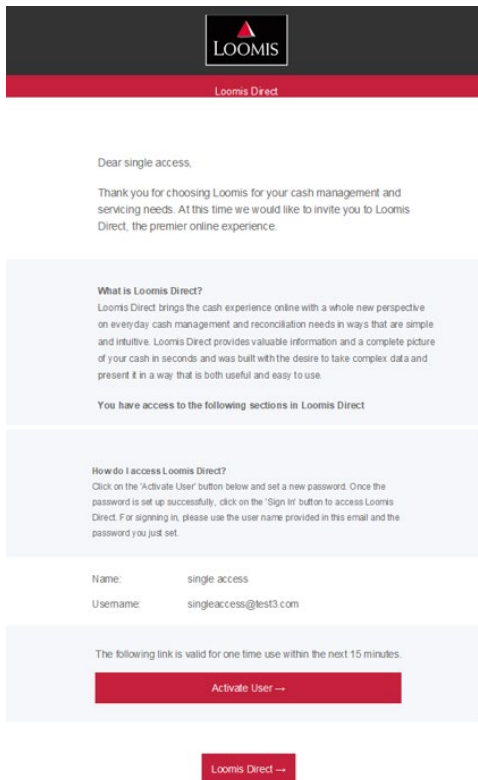 LOOMIS
Loomis Direct
Dear single access,
Thank you for choosing Loomis for your cash management and
servicing needs. At this time we would like to invite you to Loomis
Direct, the premier online experience.
What is Loomis Direct?
Loomis Direct brings the cash experience online with a whole new perspective
on everyday cash management and reconciliation needs in ways that are simple
and intuitive. Loomis Direct provides valuable information and a complete picture
of your cash in seconds and was built with the desire to take complex data and
present it in a way that is both useful and easy to use.
You have access to the following sections in Loomis Direct
How do I access Loomis Direct?
Click on the 'Activate User' button below and set a new password. Once the
password is set up successfully, click on the 'Sign In' button to access Loomis
Direct. For signning in, please use the user name provided in this email and the
password you just set.
Name: single access
Username: singleaccess@test3.com
The following link is valid for one time use within the next 15 minutes.
Activate User →
Loomis Direct →